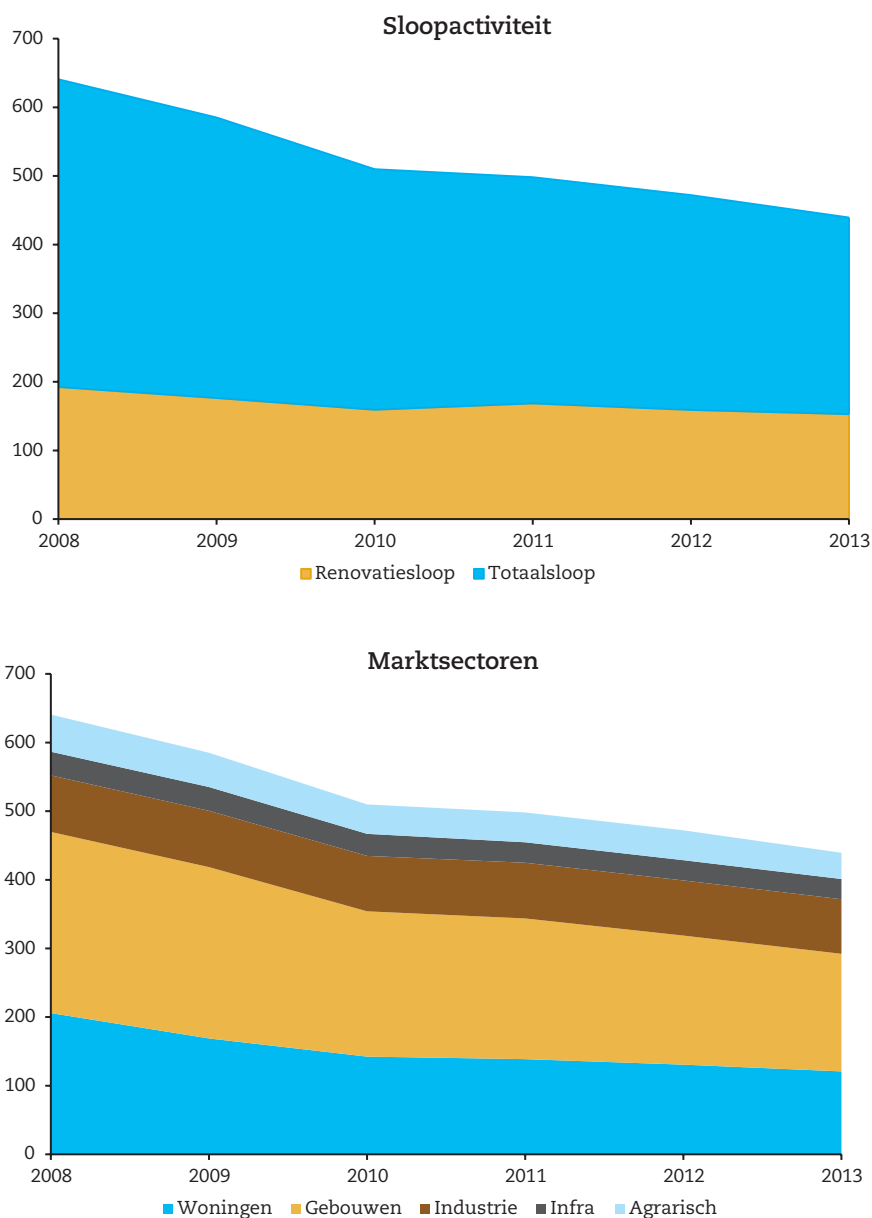 Sloopactiviteit
700
600
500
400
300
200
100
0
2008 2009 2010 2011 2012 2013
Renovatiesloop Totaalsloop
Marktsectoren
700
600
500
400
300
200
100
0
2008 2009 2010 2011 2012 2013
Woningen Gebouwen Industrie Infra Agrarisch